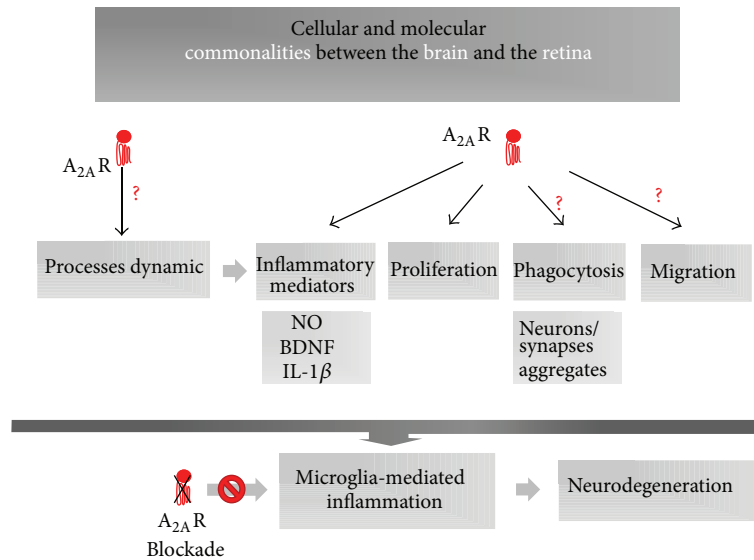 Cellular and molecular
commonalities between the brain and the retina
A₂ₐR
A₂ₐR
?
?
?
Processes dynamic
Inflammatory
mediators
Proliferation
Phagocytosis
Migration
NO
BDNF
IL-1β
Neurons/
synapses
aggregates
Microglia-mediated
inflammation
Neurodegeneration
A₂ₐR
Blockade